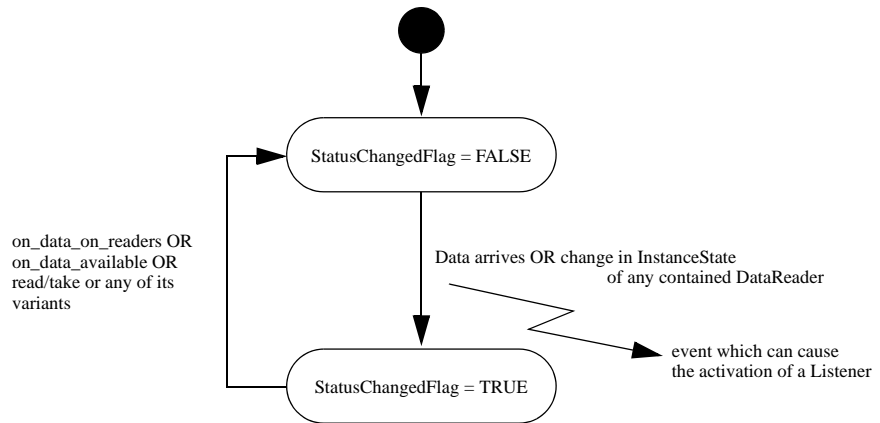 StatusChangedFlag = FALSE
on_data_on_readers OR
on_data_available OR
read/take or any of its
variants
Data arrives OR change in InstanceState
of any contained DataReader
event which can cause
the activation of a Listener
StatusChangedFlag = TRUE